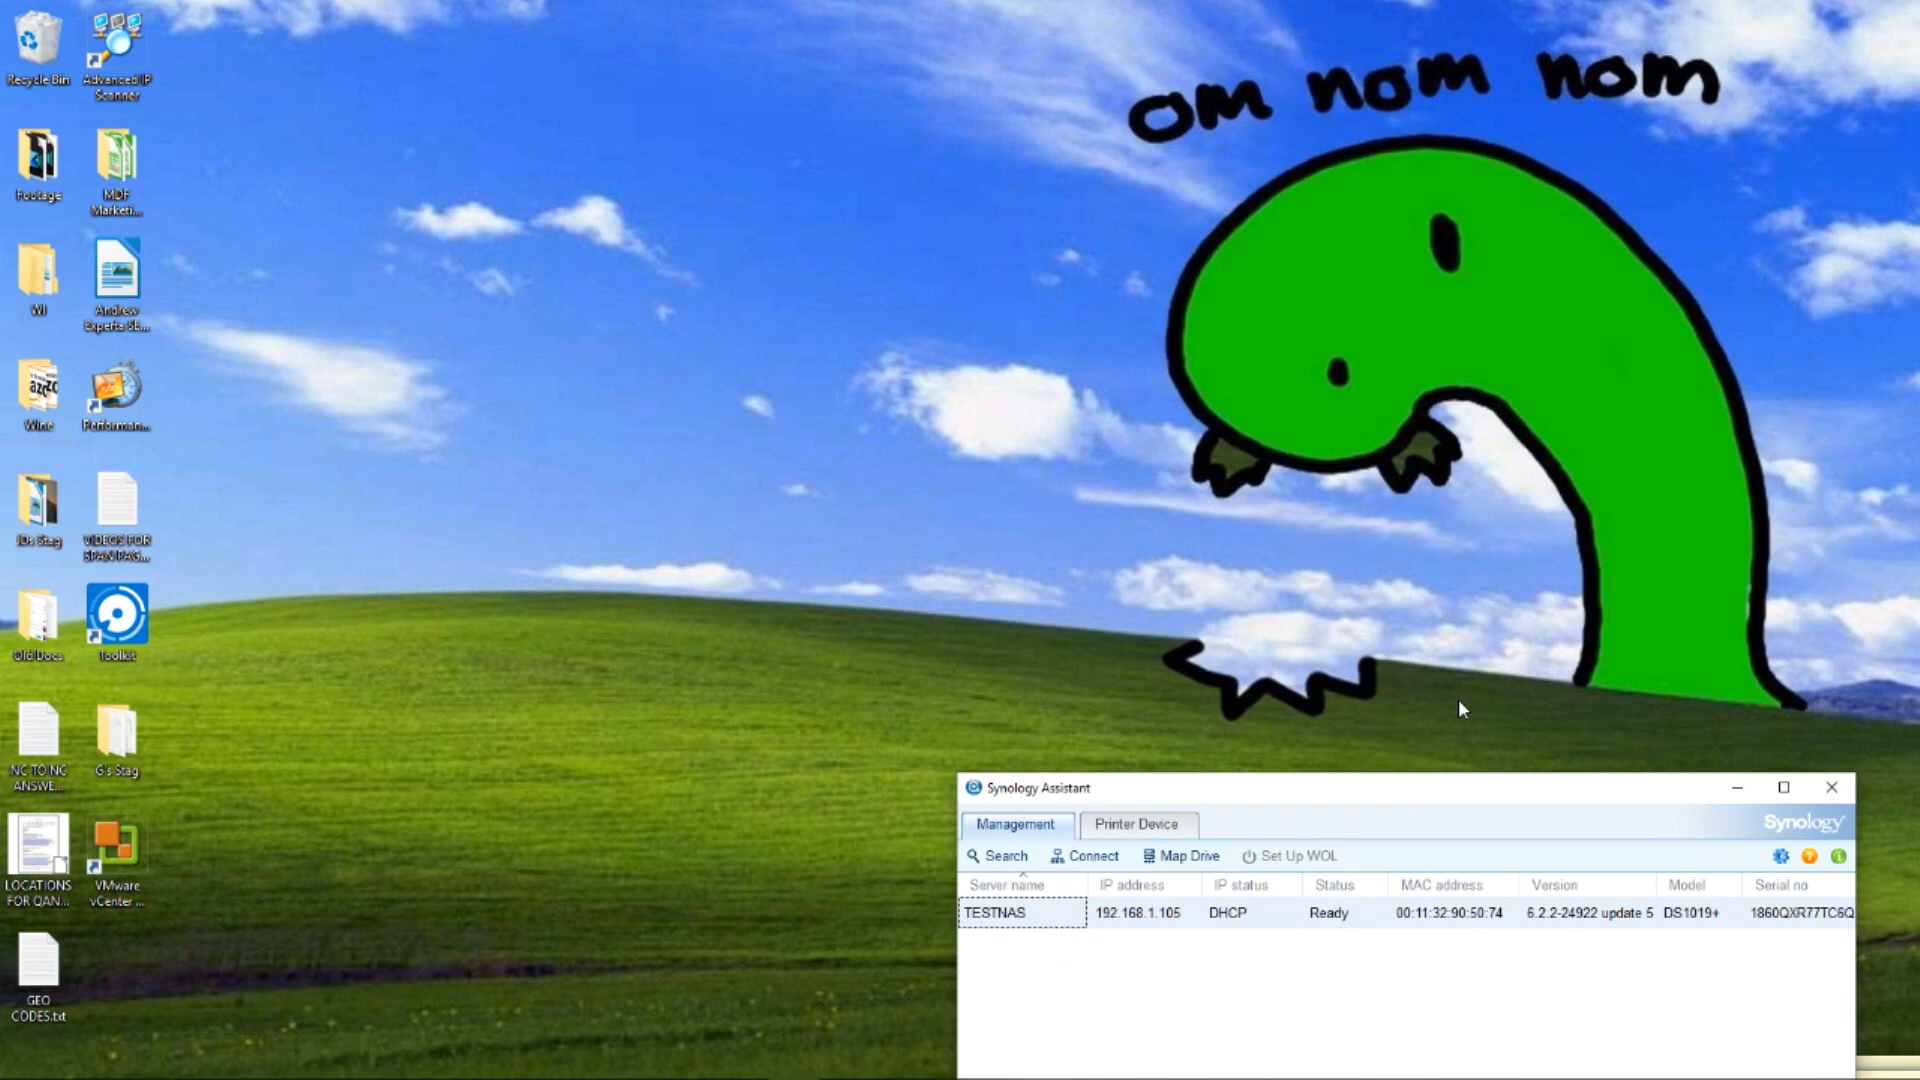 om nom nom
Recycle Bin
Advanced IP
Scanner
Footage
MDF
Marketi...
WI
Andrew
Experts SE...
Wine
Performan...
JDs Stag
VIDEOS FOR
SPAN PAG...
Old Docs
Toolkit
NC TO NC
ANSWE...
G's Stag
LOCATIONS
FOR QAN...
VMware
vCenter ...
GEO
CODES.txt
Synology Assistant
Management
Printer Device
Synology
Search
Connect
Map Drive
Set Up WOL
Server name
IP address
IP status
Status
MAC address
Version
Model
Serial no
TESTNAS
192.168.1.105
DHCP
Ready
00:11:32:90:50:74
6.2.2-24922 update 5
DS1019+
1860QXR77TC6Q